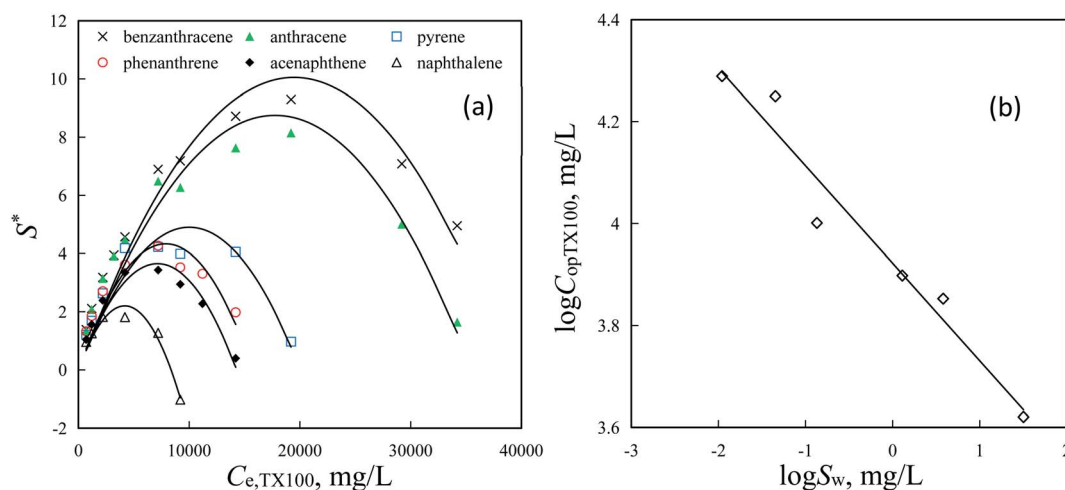 (a)
× benzanthracene ▲ anthracene □ pyrene
○ phenanthrene ◆ acenaphthene △ naphthalene
S*
12
10
8
6
4
2
0
-2
0 10000 20000 30000 40000
Ce,TX100, mg/L
(b)
logCopTX100, mg/L
4.4
4.2
4
3.8
3.6
-3 -2 -1 0 1 2
logSw, mg/L